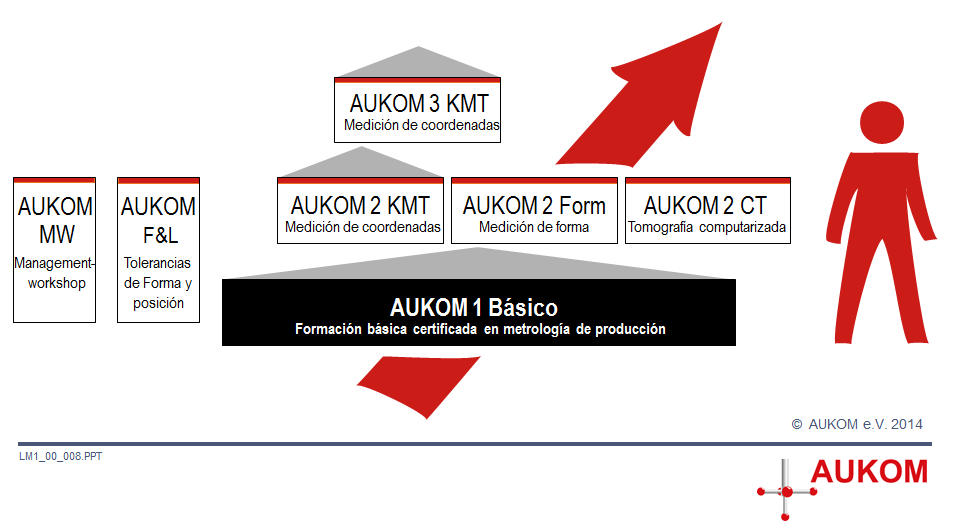 AUKOM 3 KMT
Medición de coordenadas
AUKOM
MW
Management-
workshop
AUKOM
F&L
Tolerancias
de Forma y
posición
AUKOM 2 KMT
Medición de coordenadas
AUKOM 2 Form
Medición de forma
AUKOM 2 CT
Tomografia computarizada
AUKOM 1 Básico
Formación básica certificada en metrología de producción
© AUKOM e.V. 2014
LM1_00_008.PPT
AUKOM